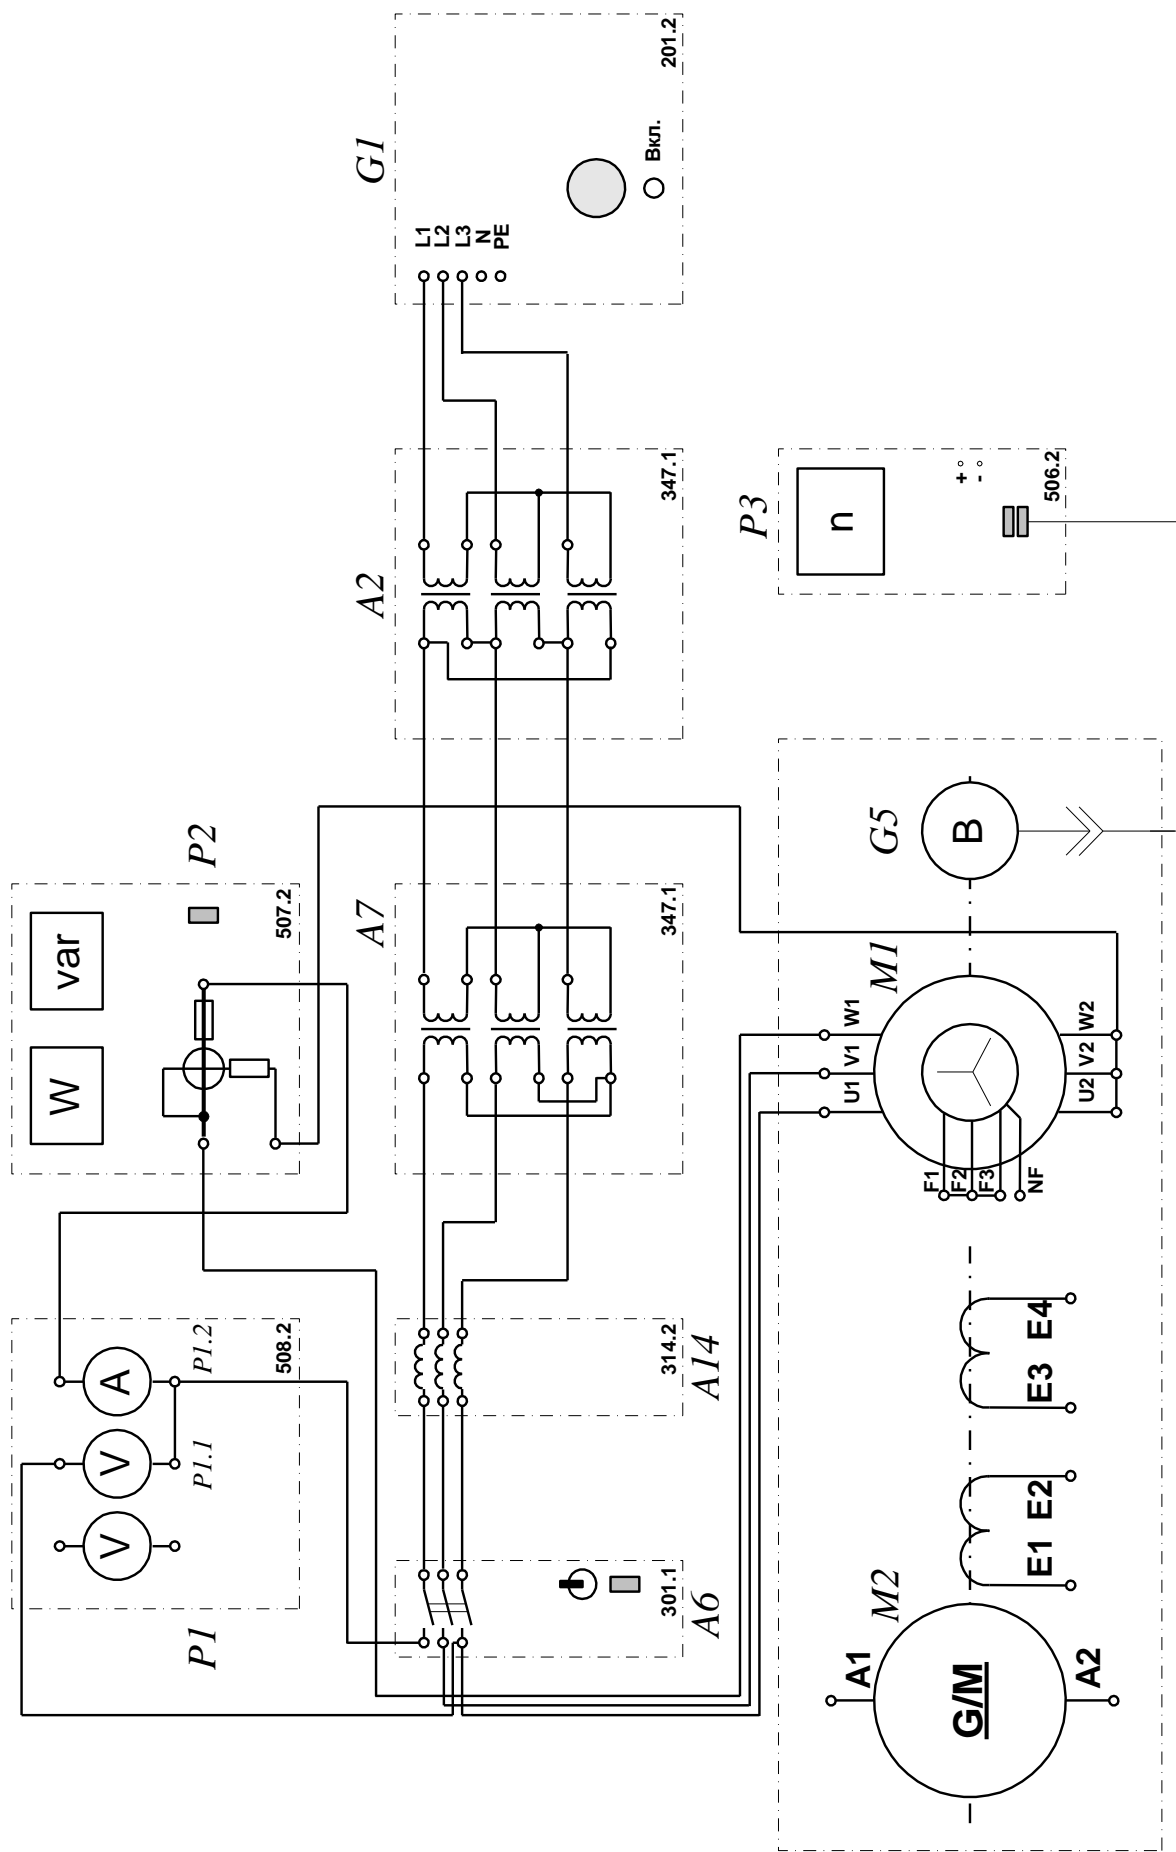 G1
L1
L2
L3
N
PE
Вкл.
201.2
A2
347.1
P3
n
+
-
506.2
P2
var
W
507.2
A7
347.1
G5
B
M1
W1
V1
U1
W2
V2
U2
F1
F2
F3
NF
P1
A
V
V
P1.2
P1.1
508.2
A14
314.2
A6
301.1
M2
G/M
A1
A2
E1
E2
E3
E4